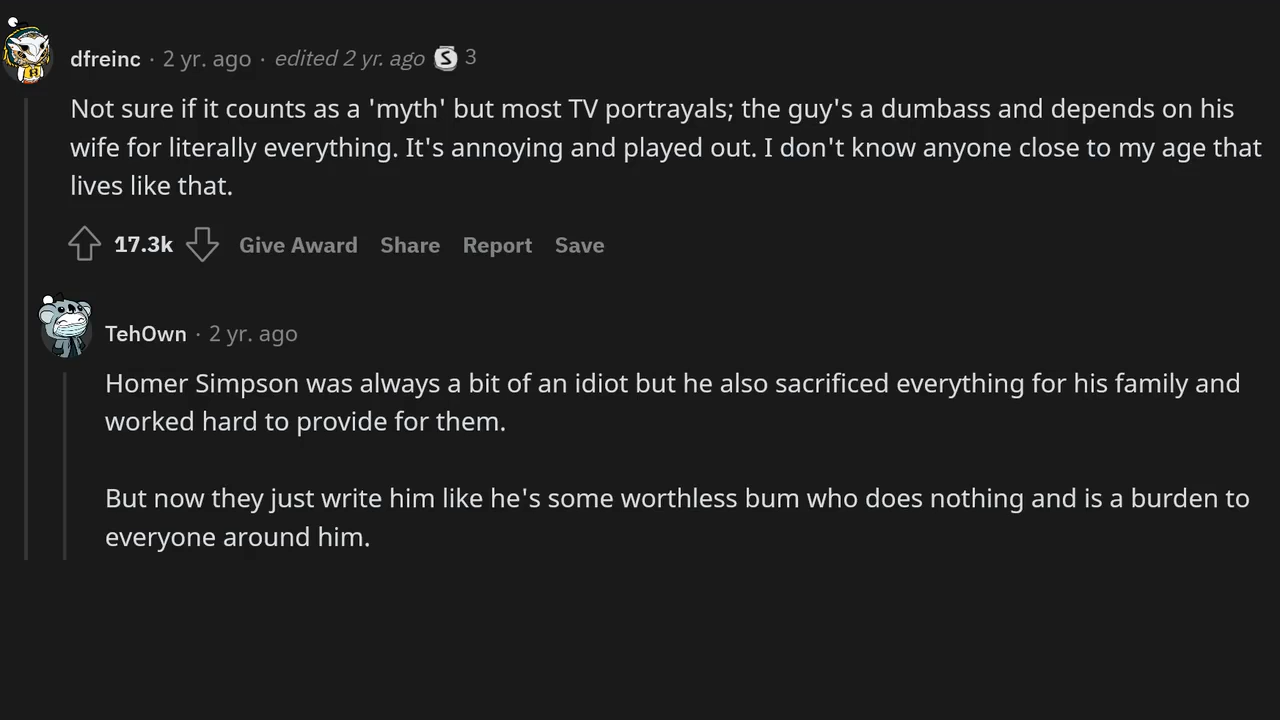 dfreinc · 2 yr. ago · edited 2 yr. ago S 3
Not sure if it counts as a 'myth' but most TV portrayals; the guy's a dumbass and depends on his
wife for literally everything. It's annoying and played out. I don't know anyone close to my age that
lives like that.
17.3k Give Award Share Report Save
TehOwn · 2 yr. ago
Homer Simpson was always a bit of an idiot but he also sacrificed everything for his family and
worked hard to provide for them.
But now they just write him like he's some worthless bum who does nothing and is a burden to
everyone around him.